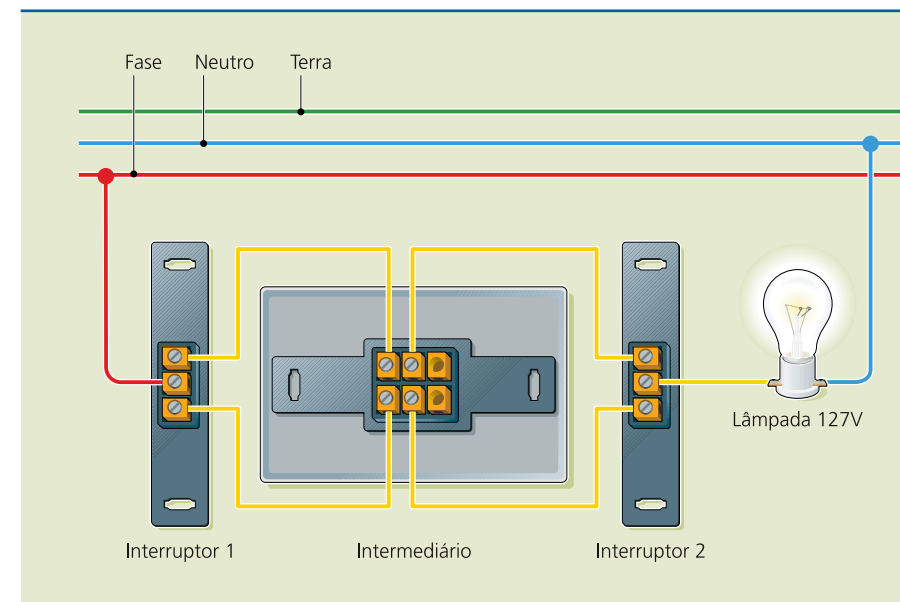 Fase Neutro Terra
Lâmpada 127V
Interruptor 1 Intermediário Interruptor 2